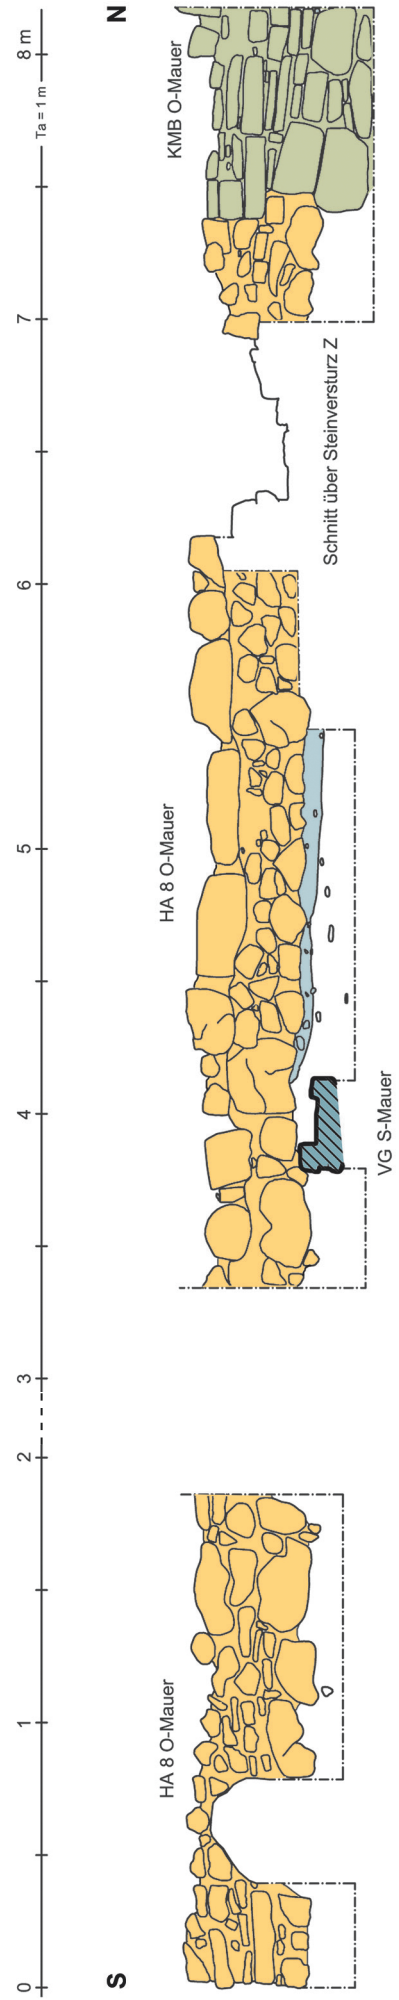 0 1 2 3 4 5 6 7 8 m
Ta = 1 m
S N
HA 8 O-Mauer
HA 8 O-Mauer
KMB O-Mauer
VG S-Mauer
Schnitt über Steinversturz Z